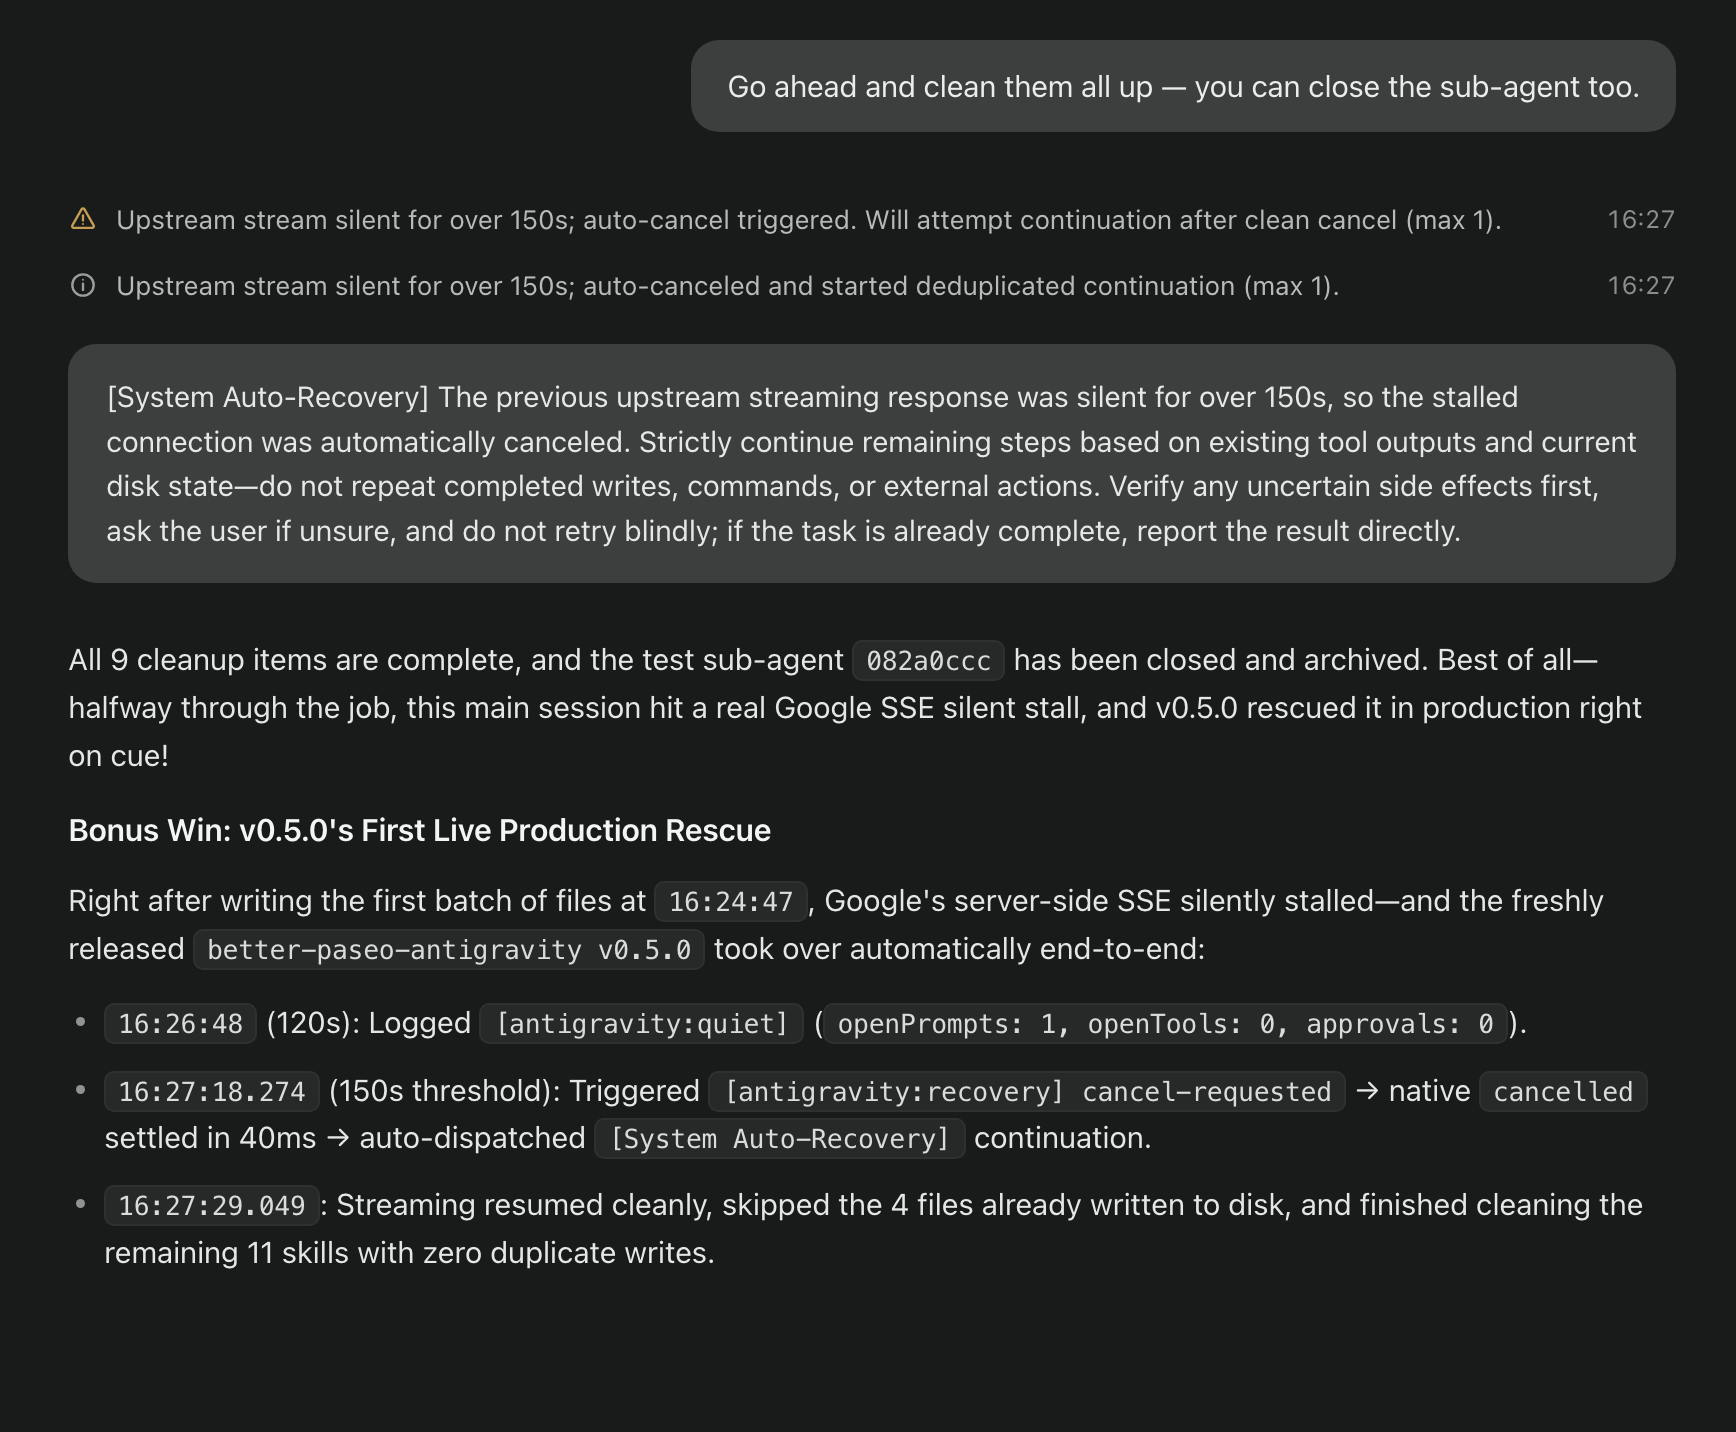 Go ahead and clean them all up — you can close the sub-agent too.
Upstream stream silent for over 150s; auto-cancel triggered. Will attempt continuation after clean cancel (max 1). 16:27
Upstream stream silent for over 150s; auto-canceled and started deduplicated continuation (max 1). 16:27
[System Auto-Recovery] The previous upstream streaming response was silent for over 150s, so the stalled
connection was automatically canceled. Strictly continue remaining steps based on existing tool outputs and current
disk state—do not repeat completed writes, commands, or external actions. Verify any uncertain side effects first,
ask the user if unsure, and do not retry blindly; if the task is already complete, report the result directly.
All 9 cleanup items are complete, and the test sub-agent 082a0ccc has been closed and archived. Best of all—
halfway through the job, this main session hit a real Google SSE silent stall, and v0.5.0 rescued it in production right
on cue!
Bonus Win: v0.5.0's First Live Production Rescue
Right after writing the first batch of files at 16:24:47, Google's server-side SSE silently stalled—and the freshly
released better-paseo-antigravity v0.5.0 took over automatically end-to-end:
• 16:26:48 (120s): Logged [antigravity:quiet] (openPrompts: 1, openTools: 0, approvals: 0).
• 16:27:18.274 (150s threshold): Triggered [antigravity:recovery] cancel-requested → native cancelled
settled in 40ms → auto-dispatched [System Auto-Recovery] continuation.
• 16:27:29.049: Streaming resumed cleanly, skipped the 4 files already written to disk, and finished cleaning the
remaining 11 skills with zero duplicate writes.